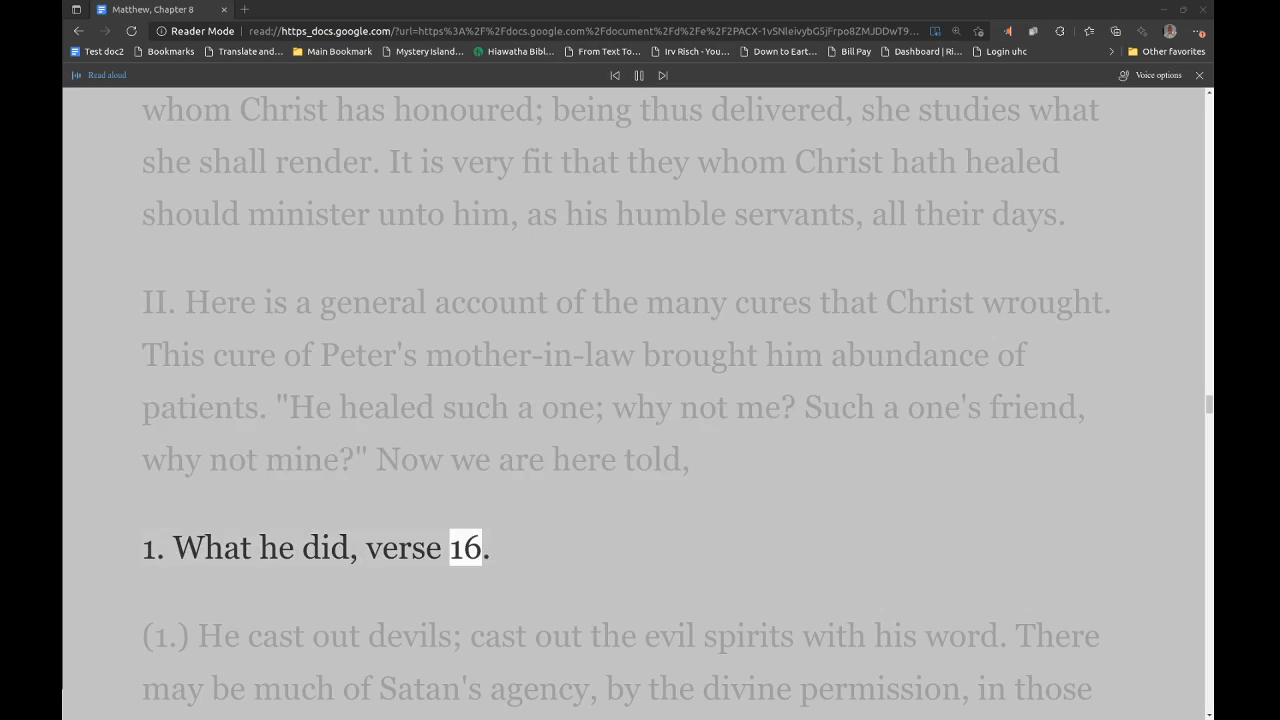 Matthew, Chapter 8
Reader Mode
read://https_docs.google.com/?url=https%3A%2F%2Fdocs.google.com%2Fdocument%2Fd%2Fe%2F2PACX-1vSNleivybG5jFrpo8ZMJDDwT9...
Test doc2 Bookmarks Translate and... Main Bookmark Mystery Island... Hiawatha Bibl... From Text To... Irv Risch - You... Down to Eart... Bill Pay Dashboard | Ri... Login uhc Other favorites
Read aloud Voice options
whom Christ has honoured; being thus delivered, she studies what
she shall render. It is very fit that they whom Christ hath healed
should minister unto him, as his humble servants, all their days.
II. Here is a general account of the many cures that Christ wrought.
This cure of Peter's mother-in-law brought him abundance of
patients. "He healed such a one; why not me? Such a one's friend,
why not mine?" Now we are here told,
1. What he did, verse 16.
(1.) He cast out devils; cast out the evil spirits with his word. There
may be much of Satan's agency, by the divine permission, in those